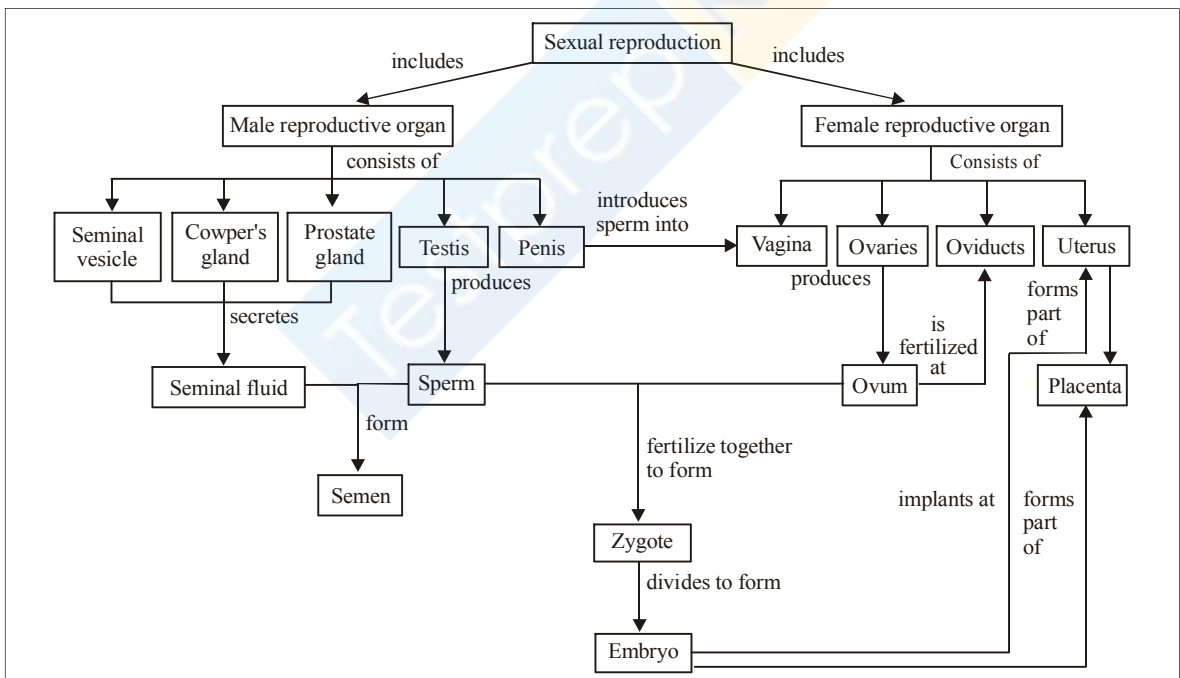 Sexual reproduction
includes
includes
Male reproductive organ
Female reproductive organ
consists of
Consists of
Seminal
vesicle
Cowper's
gland
Prostate
gland
Testis
Penis
introduces
sperm into
Vagina
Ovaries
Oviducts
Uterus
secretes
produces
produces
is
fertilized
at
forms
part
of
Seminal fluid
Sperm
Ovum
Placenta
form
fertilize together
to form
Semen
implants at
forms
part
of
Zygote
divides to form
Embryo
Testprep